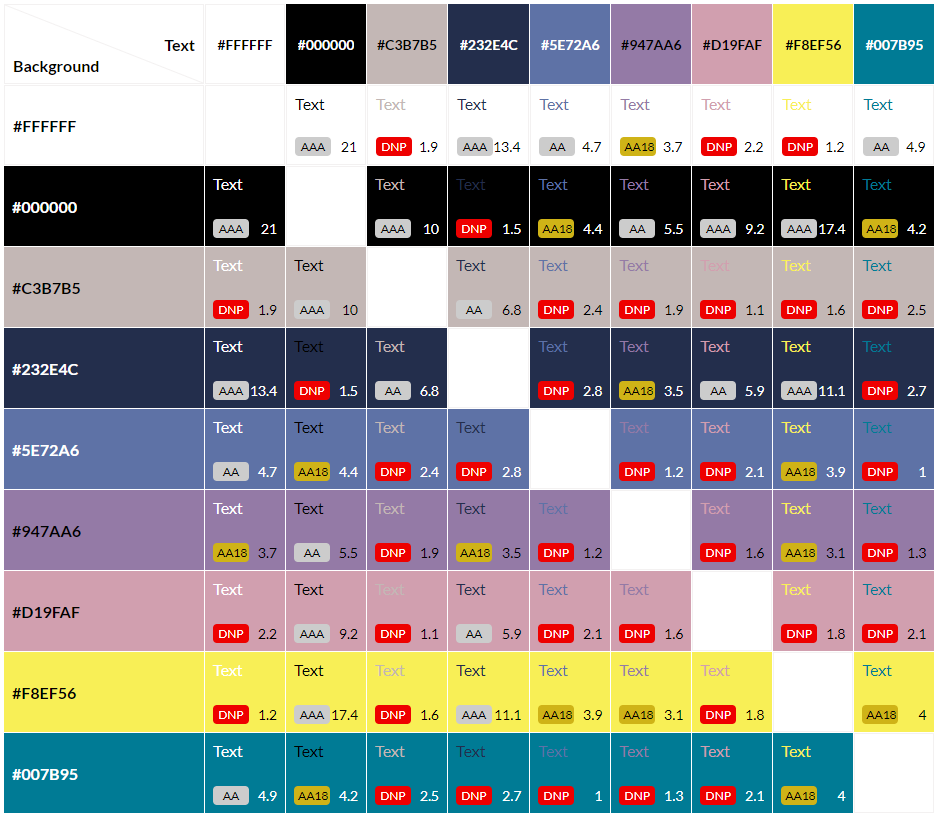 Text #FFFFFF #000000 #C3B7B5 #232E4C #5E72A6 #947AA6 #D19FAF #F8EF56 #007B95
Background
Text Text Text Text Text Text Text Text
#FFFFFF
AAA 21 DNP 1.9 AAA 13.4 AA 4.7 AA18 3.7 DNP 2.2 DNP 1.2 AA 4.9
Text Text Text Text Text Text Text Text
#000000
AAA 21 AAA 10 DNP 1.5 AA18 4.4 AA 5.5 AAA 9.2 AAA 17.4 AA18 4.2
Text Text Text Text Text Text Text Text
#C3B7B5
DNP 1.9 AAA 10 AA 6.8 DNP 2.4 DNP 1.9 DNP 1.1 DNP 1.6 DNP 2.5
Text Text Text Text Text Text Text Text
#232E4C
AAA 13.4 DNP 1.5 AA 6.8 DNP 2.8 AA18 3.5 AA 5.9 AAA 11.1 DNP 2.7
Text Text Text Text Text Text Text Text
#5E72A6
AA 4.7 AA18 4.4 DNP 2.4 DNP 2.8 DNP 1.2 DNP 2.1 AA18 3.9 DNP 1
Text Text Text Text Text Text Text Text
#947AA6
AA18 3.7 AA 5.5 DNP 1.9 AA18 3.5 DNP 1.2 DNP 1.6 AA18 3.1 DNP 1.3
Text Text Text Text Text Text Text Text
#D19FAF
DNP 2.2 AAA 9.2 DNP 1.1 AA 5.9 DNP 2.1 DNP 1.6 DNP 1.8 DNP 2.1
Text Text Text Text Text Text Text Text
#F8EF56
DNP 1.2 AAA 17.4 DNP 1.6 AAA 11.1 AA18 3.9 AA18 3.1 DNP 1.8 AA18 4
Text Text Text Text Text Text Text Text
#007B95
AA 4.9 AA18 4.2 DNP 2.5 DNP 2.7 DNP 1 DNP 1.3 DNP 2.1 AA18 4